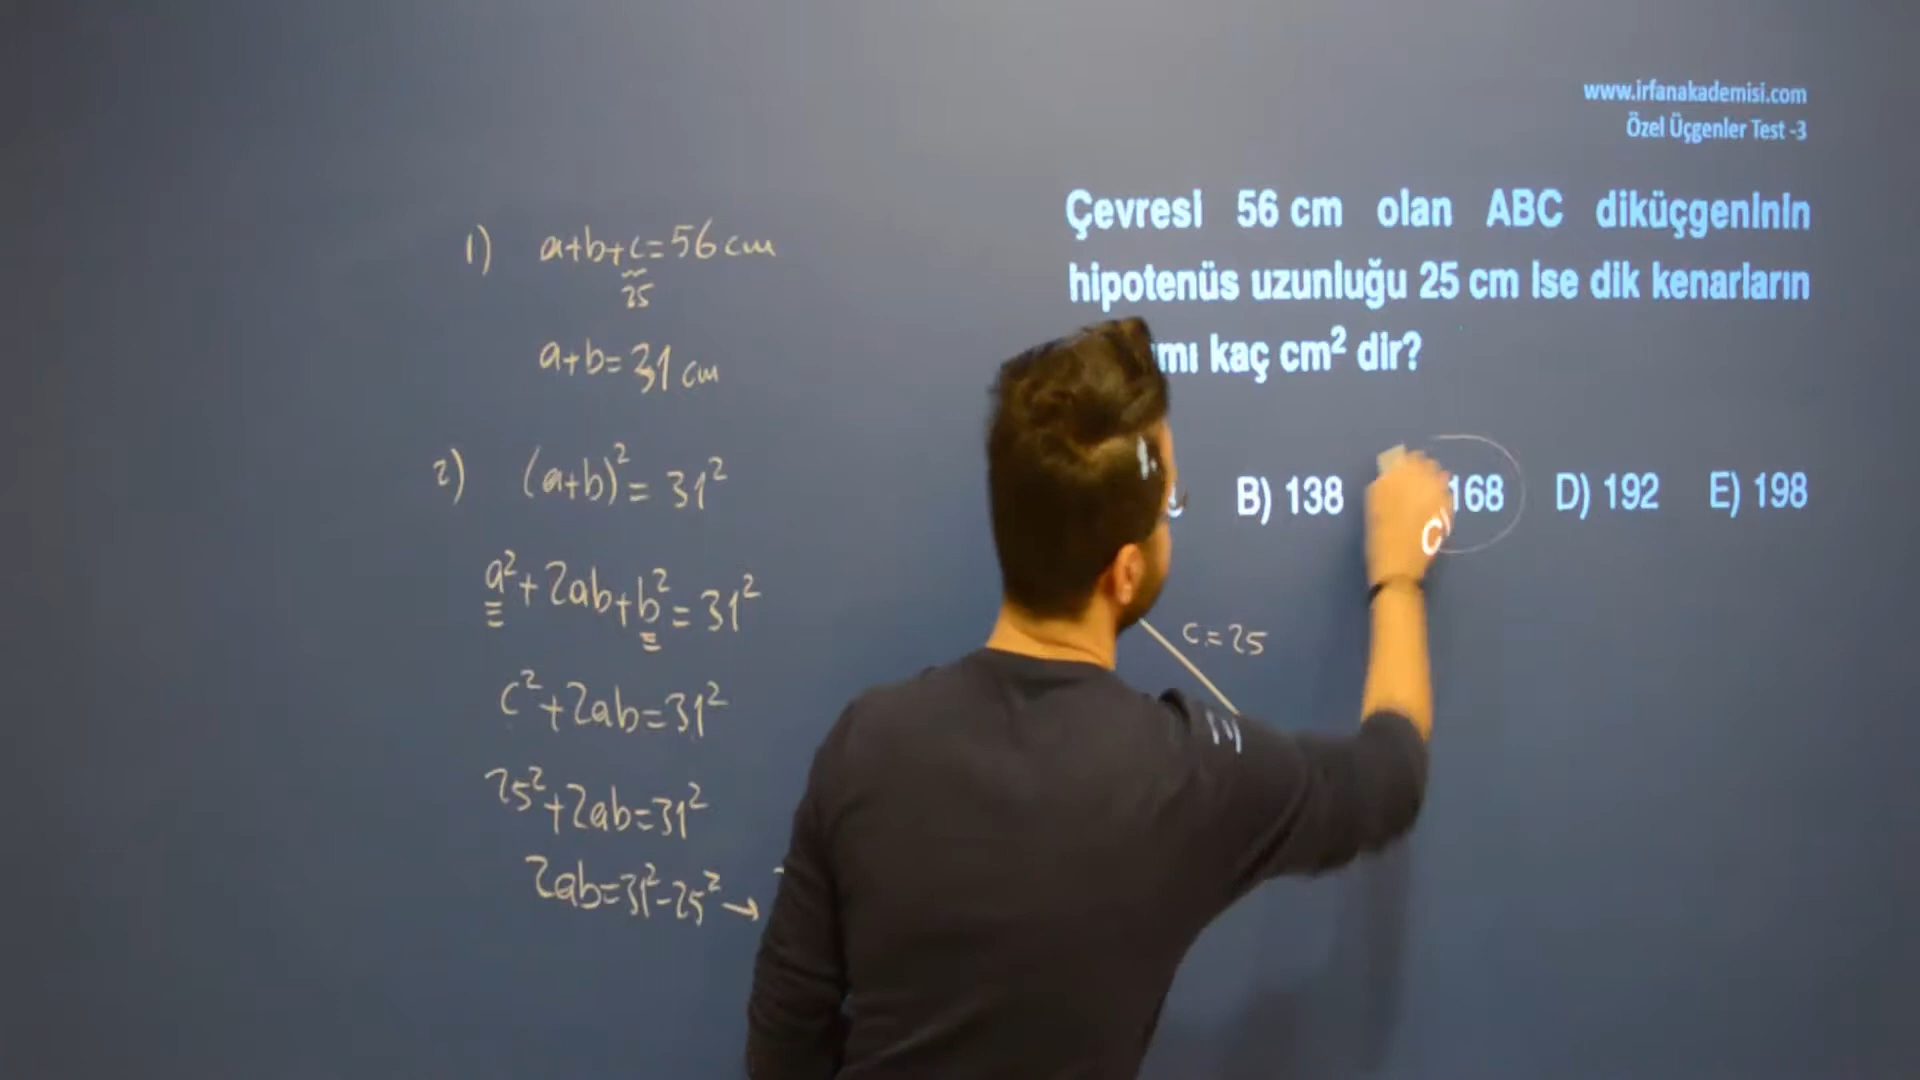 www.irfanakademisi.com
Özel Üçgenler Test -3
Çevresi 56 cm olan ABC diküçgeninin
hipotenüs uzunluğu 25 cm ise dik kenarların
kaç cm² dir?
B) 138 168 D) 192 E) 198
1) a+b+c=56 cm
25
a+b=31 cm
2) (a+b)²=31²
a²+2ab+b²=31²
c²+2ab=31²
25²+2ab=31²
2ab=31²-25² →
c=25